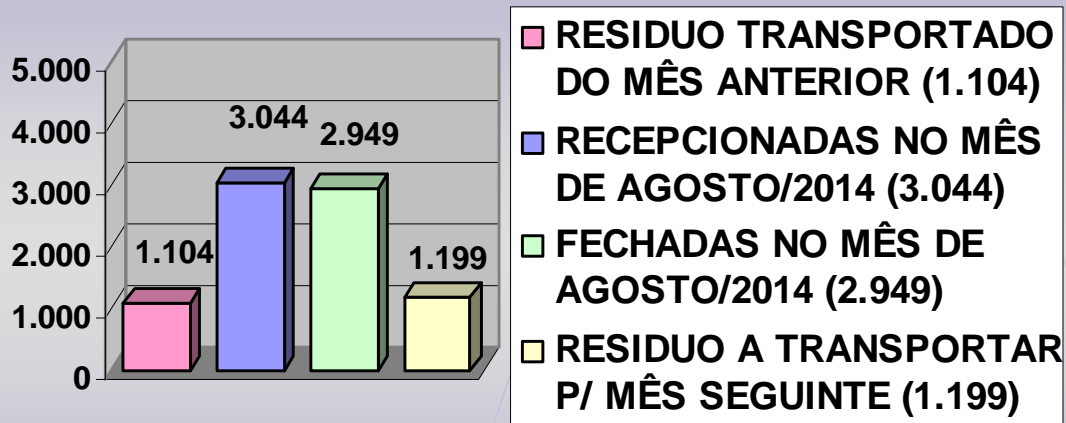 5.000
4.000
3.000
2.000
1.000
0
1.104
3.044
2.949
1.199
RESIDUO TRANSPORTADO
DO MÊS ANTERIOR (1.104)
RECEPCIONADAS NO MÊS
DE AGOSTO/2014 (3.044)
FECHADAS NO MÊS DE
AGOSTO/2014 (2.949)
RESIDUO A TRANSPORTAR
P/ MÊS SEGUINTE (1.199)